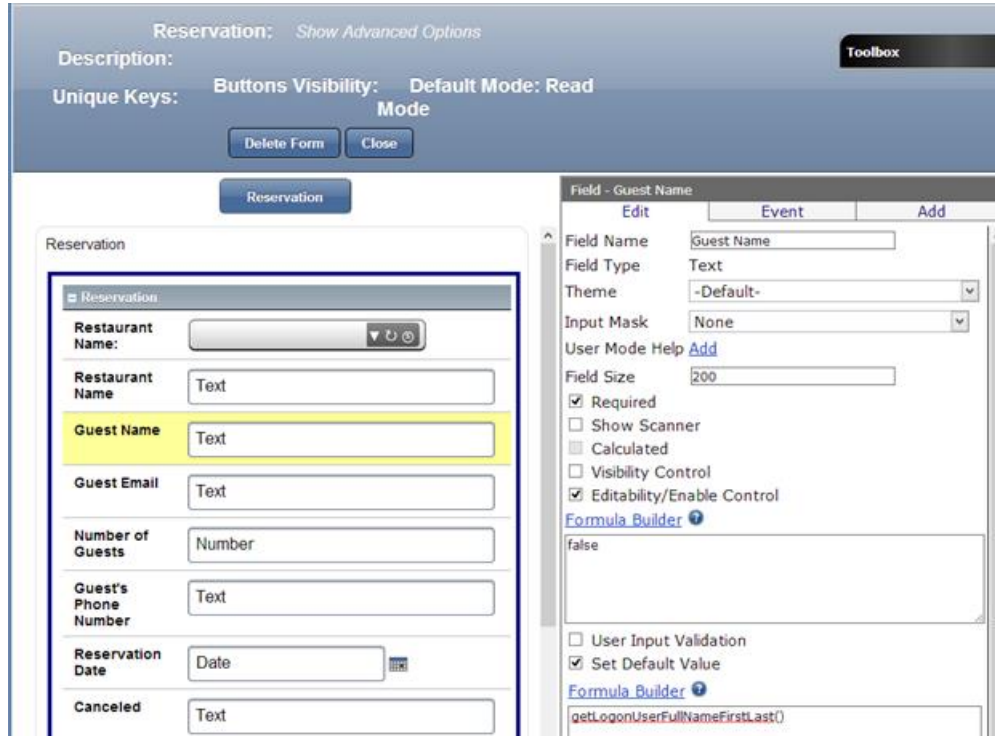 Reservation: Show Advanced Options
Description:
Unique Keys: Buttons Visibility: Default Mode: Read
Mode
Toolbox
Delete Form Close
Reservation
Reservation
Reservation
Restaurant
Name:
Restaurant
Name
Text
Guest Name
Text
Guest Email
Text
Number of
Guests
Number
Guest's
Phone
Number
Text
Reservation
Date
Date
Canceled
Text
Field - Guest Name
Edit Event Add
Field Name Guest Name
Field Type Text
Theme -Default-
Input Mask None
User Mode Help Add
Field Size 200
Required
Show Scanner
Calculated
Visibility Control
Editability/Enable Control
Formula Builder ?
false
User Input Validation
Set Default Value
Formula Builder ?
getLogonUserFullNameFirstLast()